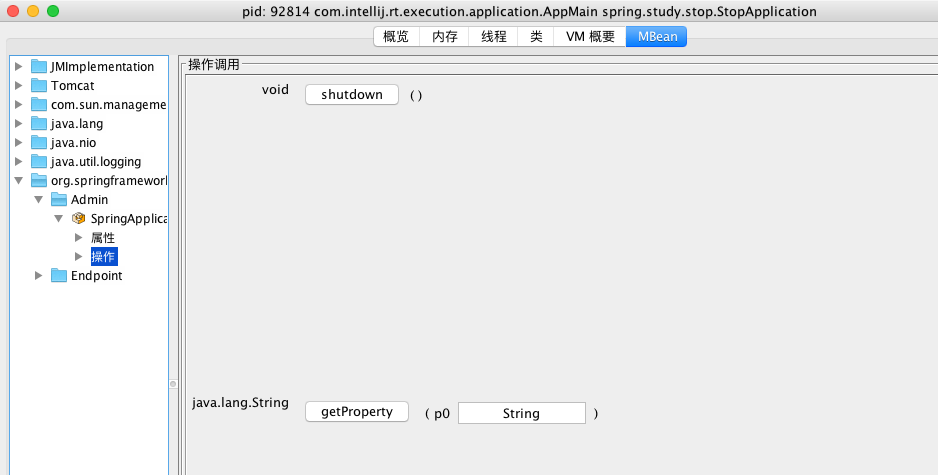 pid: 92814 com.intellij.rt.execution.application.AppMain spring.study.stop.StopApplication
概览 内存 线程 类 VM 概要 MBean
JMImplementation
Tomcat
com.sun.manageme
java.lang
java.nio
java.util.logging
org.springframework
Admin
SpringApplica
属性
操作
Endpoint
操作调用
void shutdown ( )
java.lang.String getProperty ( p0 String )